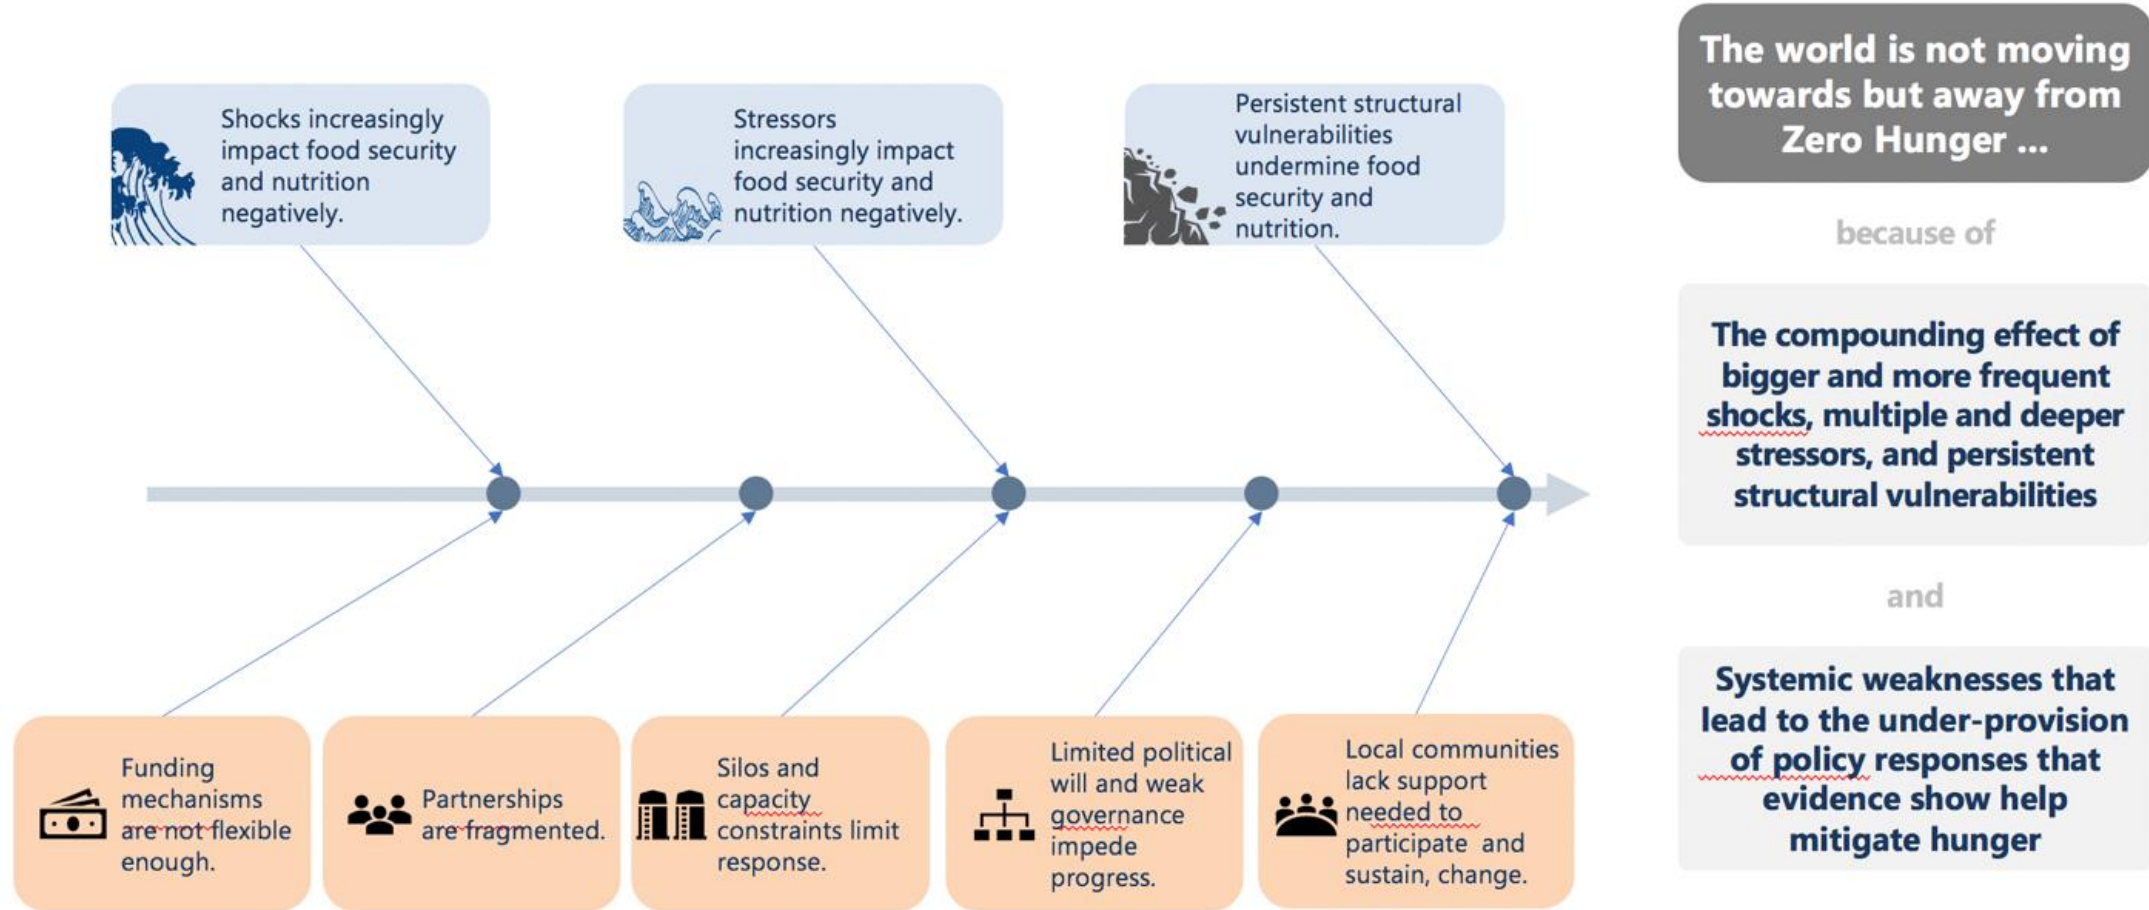 Shocks increasingly
impact food security
and nutrition
negatively.
Stressors
increasingly impact
food security and
nutrition negatively.
Persistent structural
vulnerabilities
undermine food
security and
nutrition.
Funding
mechanisms
are not flexible
enough.
Partnerships
are fragmented.
Silos and
capacity
constraints limit
response.
Limited political
will and weak
governance
impede
progress.
Local communities
lack support
needed to
participate  and
sustain, change.
The world is not moving
towards but away from
Zero Hunger ...
because of
The compounding effect of
bigger and more frequent
shocks, multiple and deeper
stressors, and persistent
structural vulnerabilities
and
Systemic weaknesses that
lead to the under-provision
of policy responses that
evidence show help
mitigate hunger